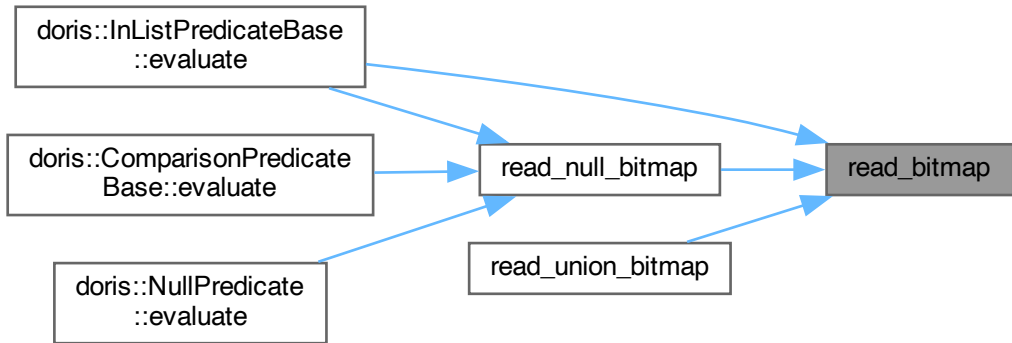 doris::InListPredicateBase
::evaluate
doris::ComparisonPredicate
Base::evaluate
doris::NullPredicate
::evaluate
read_null_bitmap
read_union_bitmap
read_bitmap